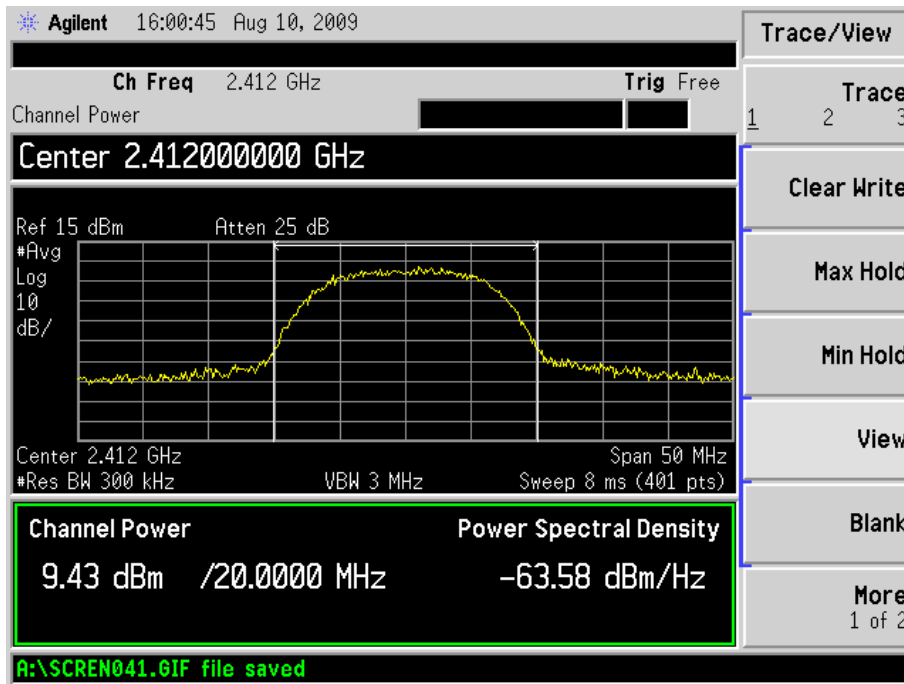 Agilent 16:00:45 Aug 10, 2009
Ch Freq 2.412 GHz Trig Free
Channel Power
Center 2.412000000 GHz
Ref 15 dBm Atten 25 dB
#Avg
Log
10
dB/
Center 2.412 GHz Span 50 MHz
#Res BW 300 kHz VBW 3 MHz Sweep 8 ms (401 pts)
Channel Power Power Spectral Density
9.43 dBm /20.0000 MHz -63.58 dBm/Hz
A:\SCREN041.GIF file saved
Trace/View
Trace
1 2 3
Clear Write
Max Hold
Min Hold
View
Blank
More
1 of 2